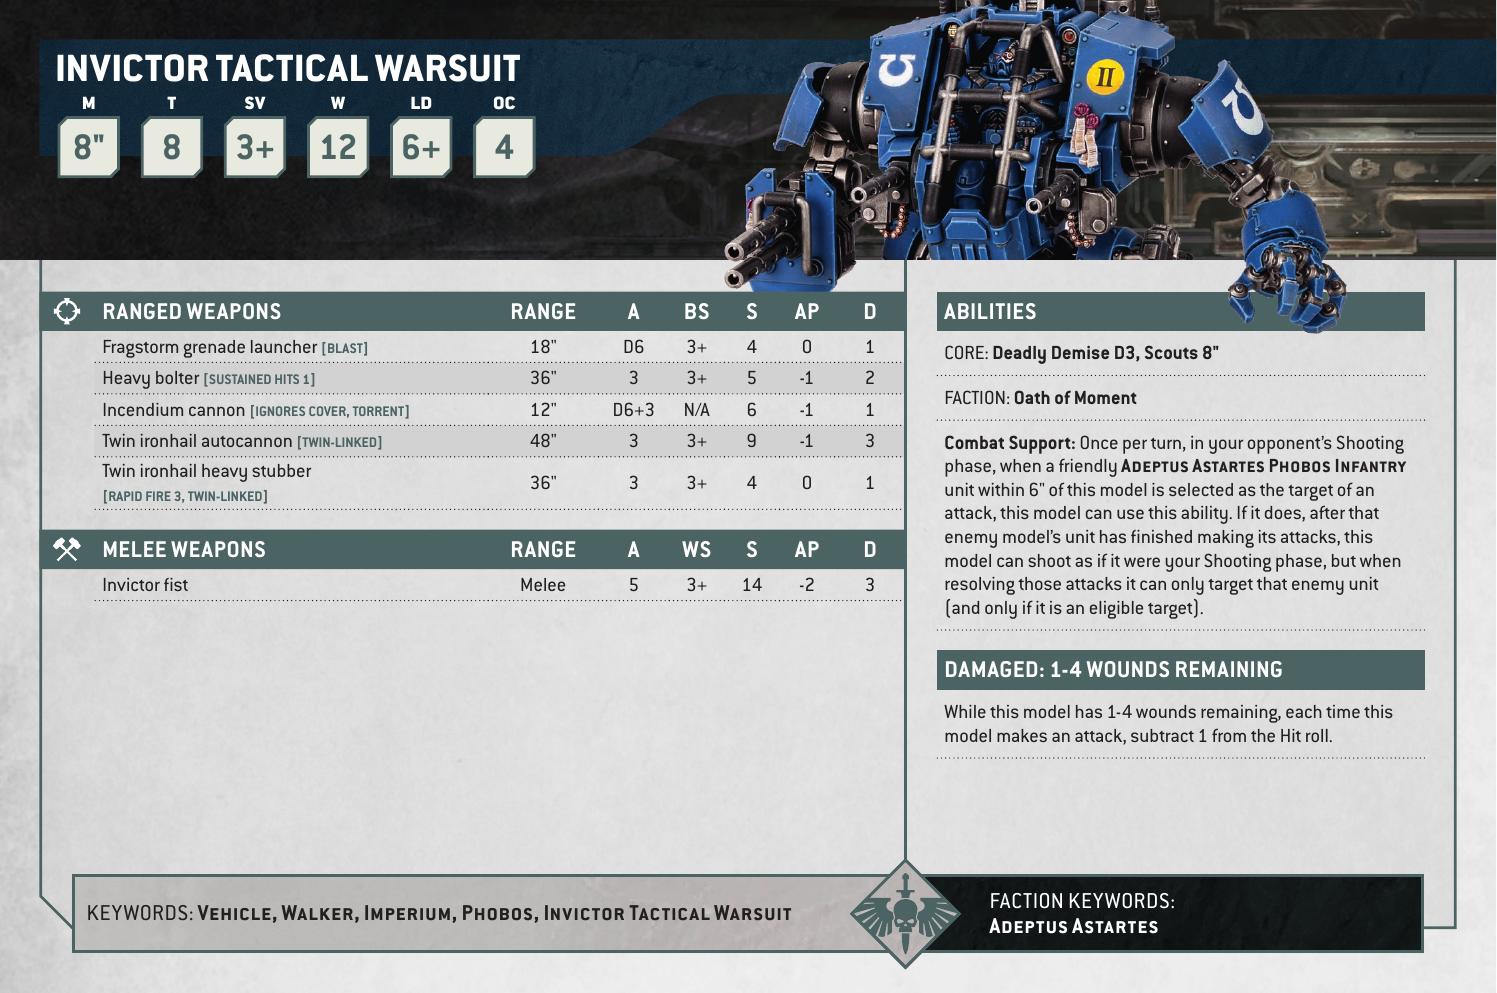 INVICTOR TACTICAL WARSUIT
M T SV W LD OC
8" 8 3+ 12 6+ 4
II
RANGED WEAPONS RANGE A BS S AP D
Fragstorm grenade launcher [BLAST] 18" D6 3+ 4 0 1
Heavy bolter [SUSTAINED HITS 1] 36" 3 3+ 5 -1 2
Incendium cannon [IGNORES COVER, TORRENT] 12" D6+3 N/A 6 -1 1
Twin ironhail autocannon [TWIN-LINKED] 48" 3 3+ 9 -1 3
Twin ironhail heavy stubber
[RAPID FIRE 3, TWIN-LINKED] 36" 3 3+ 4 0 1
MELEE WEAPONS RANGE A WS S AP D
Invictor fist Melee 5 3+ 14 -2 3
ABILITIES
CORE: Deadly Demise D3, Scouts 8"
FACTION: Oath of Moment
Combat Support: Once per turn, in your opponent's Shooting
phase, when a friendly ADEPTUS ASTARTES PHOBOS INFANTRY
unit within 6" of this model is selected as the target of an
attack, this model can use this ability. If it does, after that
enemy model's unit has finished making its attacks, this
model can shoot as if it were your Shooting phase, but when
resolving those attacks it can only target that enemy unit
(and only if it is an eligible target).
DAMAGED: 1-4 WOUNDS REMAINING
While this model has 1-4 wounds remaining, each time this
model makes an attack, subtract 1 from the Hit roll.
KEYWORDS: VEHICLE, WALKER, IMPERIUM, PHOBOS, INVICTOR TACTICAL WARSUIT
FACTION KEYWORDS:
ADEPTUS ASTARTES